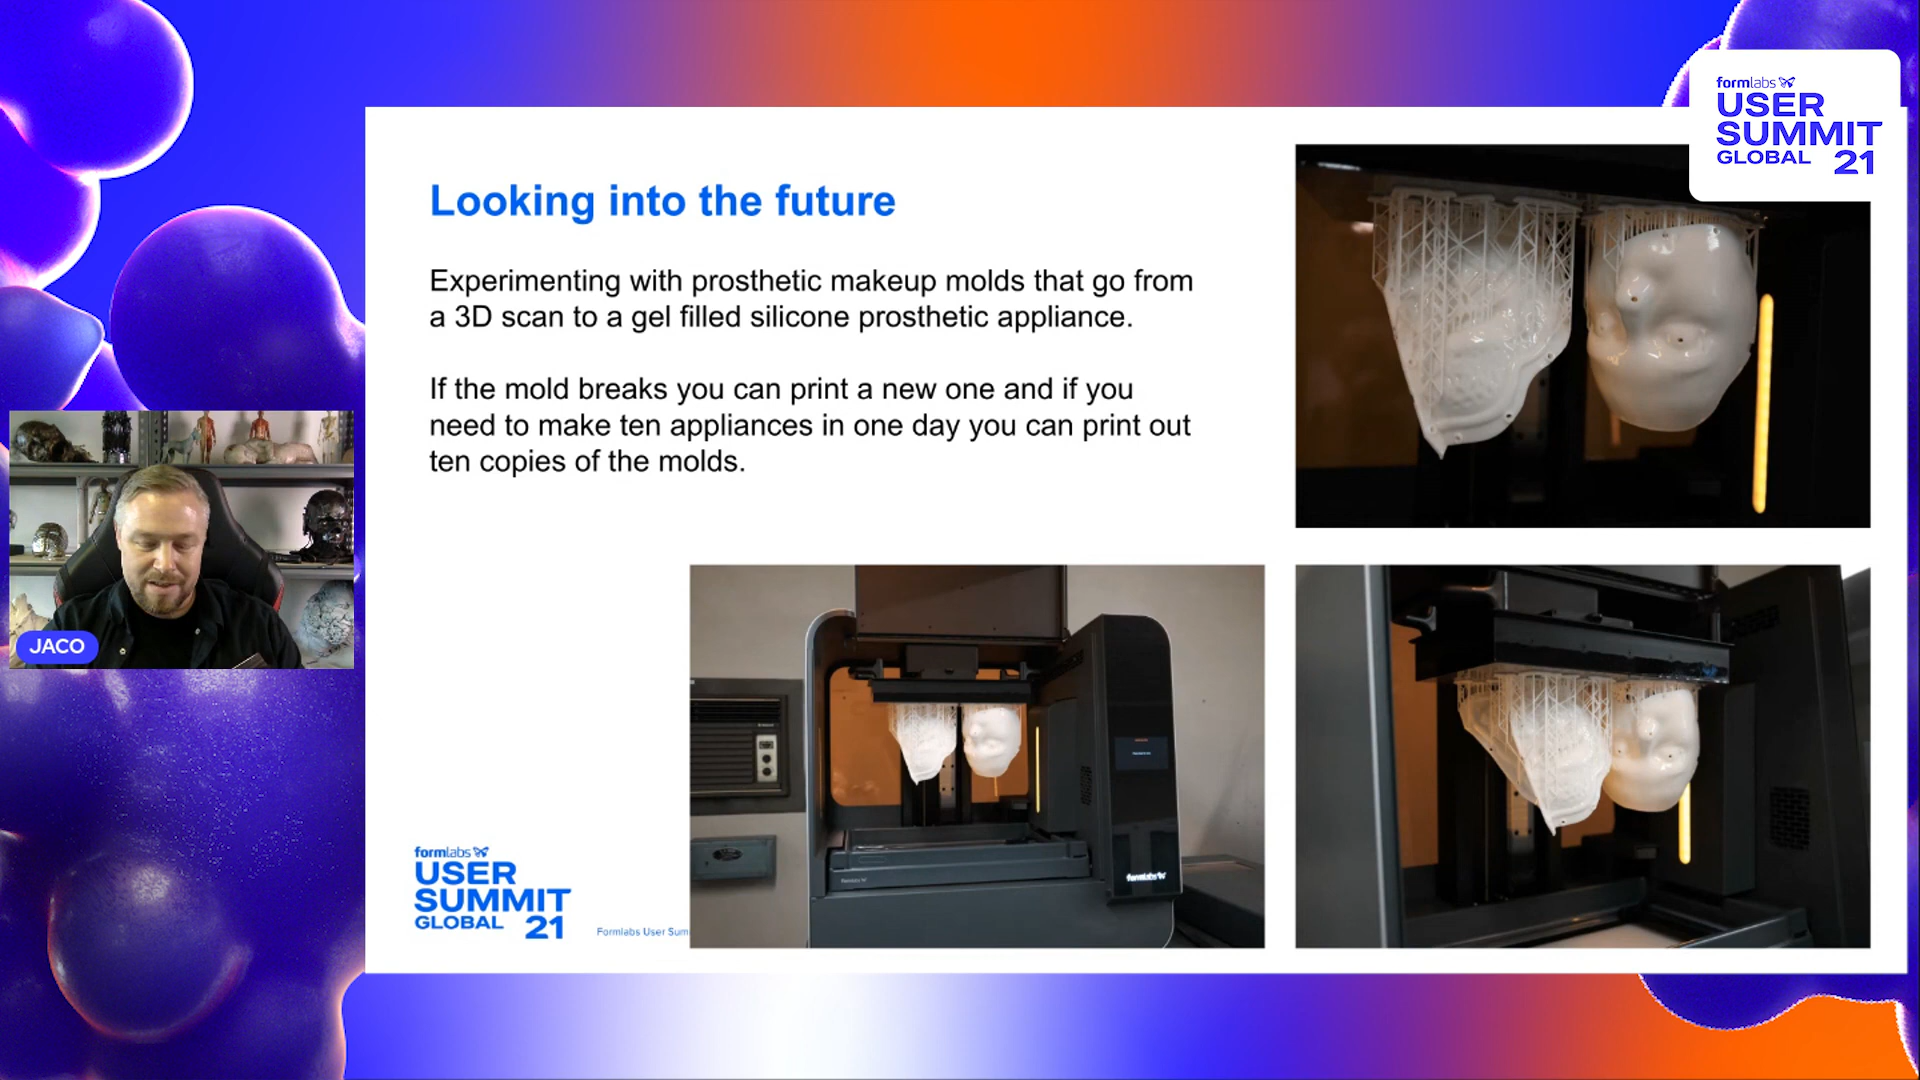 formlabs
USER
SUMMIT
GLOBAL 21
Looking into the future
Experimenting with prosthetic makeup molds that go from
a 3D scan to a gel filled silicone prosthetic appliance.
If the mold breaks you can print a new one and if you
need to make ten appliances in one day you can print out
ten copies of the molds.
JACO
formlabs
formlabs
USER
SUMMIT
GLOBAL 21
Formlabs User Sum